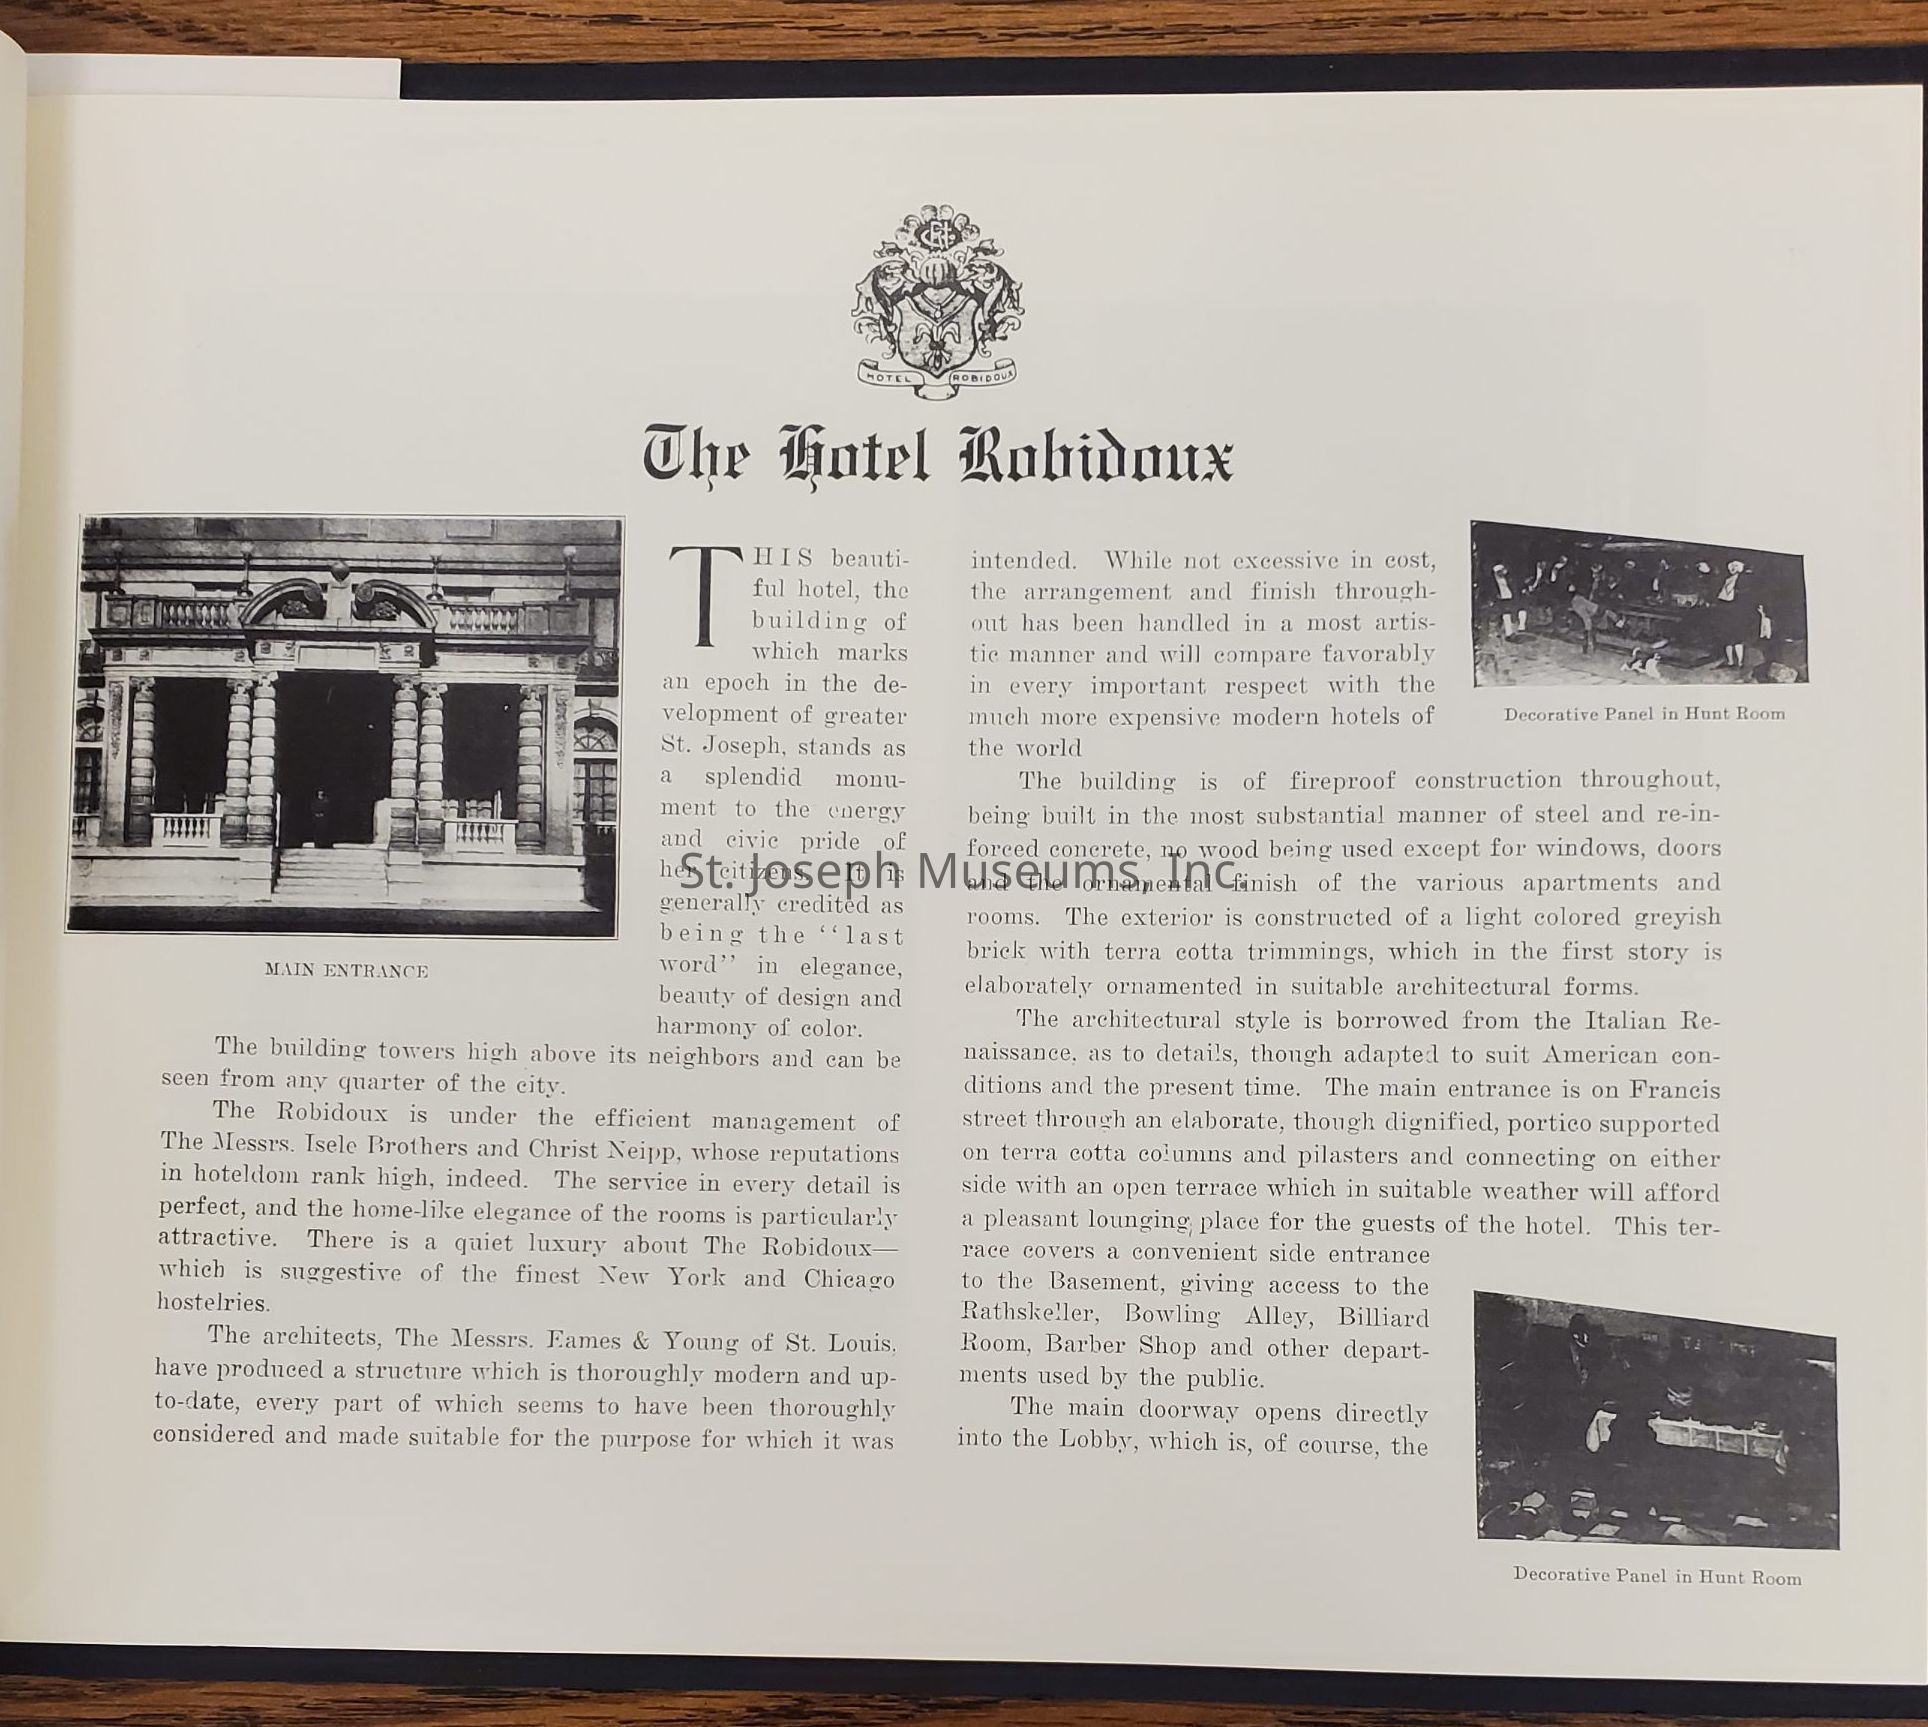 HOTEL ROBIDOUX
The Hotel Robidoux
MAIN ENTRANCE
THIS beauti-
ful hotel, the
building of
which marks
an epoch in the de-
velopment of greater
St. Joseph, stands as
a splendid monu-
ment to the energy
and civic pride of
her citizens. It is
generally credited as
being the “last
word” in elegance,
beauty of design and
harmony of color.
The building towers high above its neighbors and can be
seen from any quarter of the city.
The Robidoux is under the efficient management of
The Messrs. Isele Brothers and Christ Neipp, whose reputations
in hoteldom rank high, indeed. The service in every detail is
perfect, and the home-like elegance of the rooms is particularly
attractive. There is a quiet luxury about The Robidoux—
which is suggestive of the finest New York and Chicago
hostelries.
The architects, The Messrs. Eames & Young of St. Louis,
have produced a structure which is thoroughly modern and up-
to-date, every part of which seems to have been thoroughly
considered and made suitable for the purpose for which it was
intended. While not excessive in cost,
the arrangement and finish through-
out has been handled in a most artis-
tic manner and will compare favorably
in every important respect with the
much more expensive modern hotels of
the world
The building is of fireproof construction throughout,
being built in the most substantial manner of steel and re-in-
forced concrete, no wood being used except for windows, doors
and the ornamental finish of the various apartments and
rooms. The exterior is constructed of a light colored greyish
brick with terra cotta trimmings, which in the first story is
elaborately ornamented in suitable architectural forms.
The architectural style is borrowed from the Italian Re-
naissance, as to details, though adapted to suit American con-
ditions and the present time. The main entrance is on Francis
street through an elaborate, though dignified, portico supported
on terra cotta columns and pilasters and connecting on either
side with an open terrace which in suitable weather will afford
a pleasant lounging place for the guests of the hotel. This ter-
race covers a convenient side entrance
to the Basement, giving access to the
Rathskeller, Bowling Alley, Billiard
Room, Barber Shop and other depart-
ments used by the public.
The main doorway opens directly
into the Lobby, which is, of course, the
Decorative Panel in Hunt Room
Decorative Panel in Hunt Room
St. Joseph Museums, Inc.